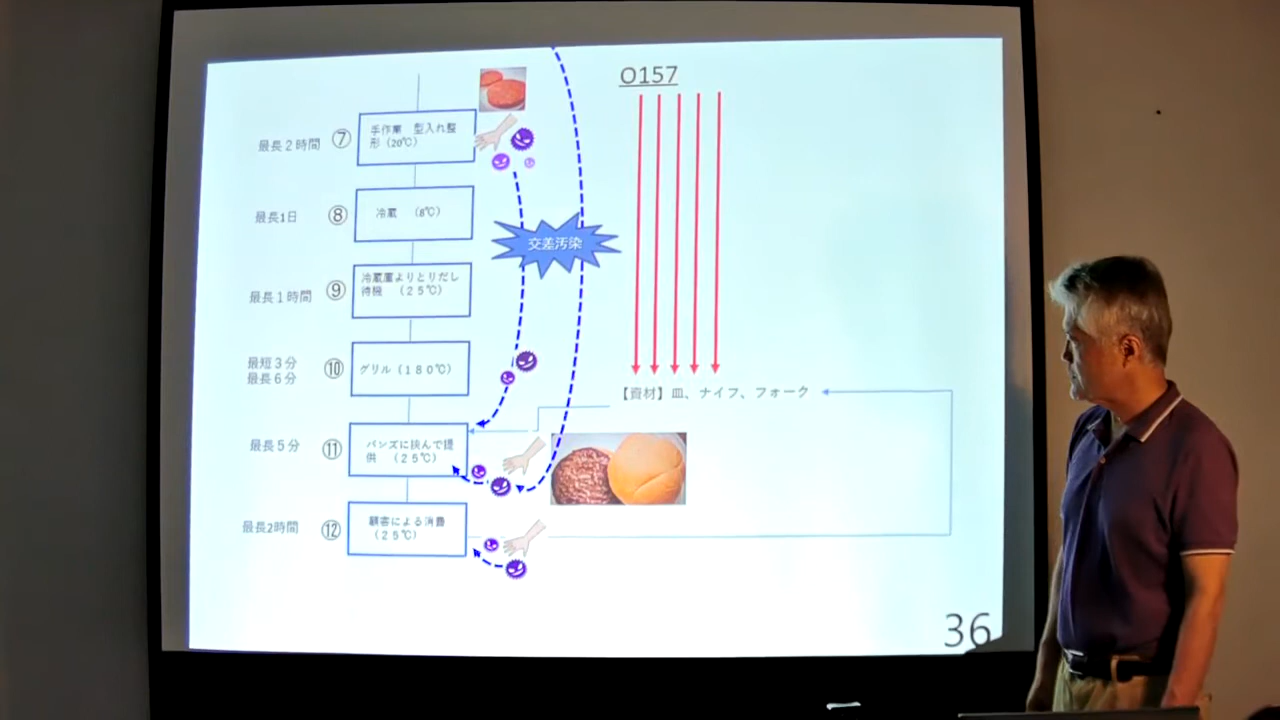 O157
最長２時間 ⑦ 手作業 型入れ整
形（20℃）
最長1日 ⑧ 冷蔵 （8℃）
交差汚染
最長１時間 ⑨ 冷蔵庫よりとりだし
待機 （２５℃）
最短３分
最長６分
⑩ グリル（１８０℃）
【資材】皿、ナイフ、フォーク
最長５分 ⑪ バンズに挟んで提
供 （２５℃）
最長2時間 ⑫ 顧客による消費
（２５℃）
36